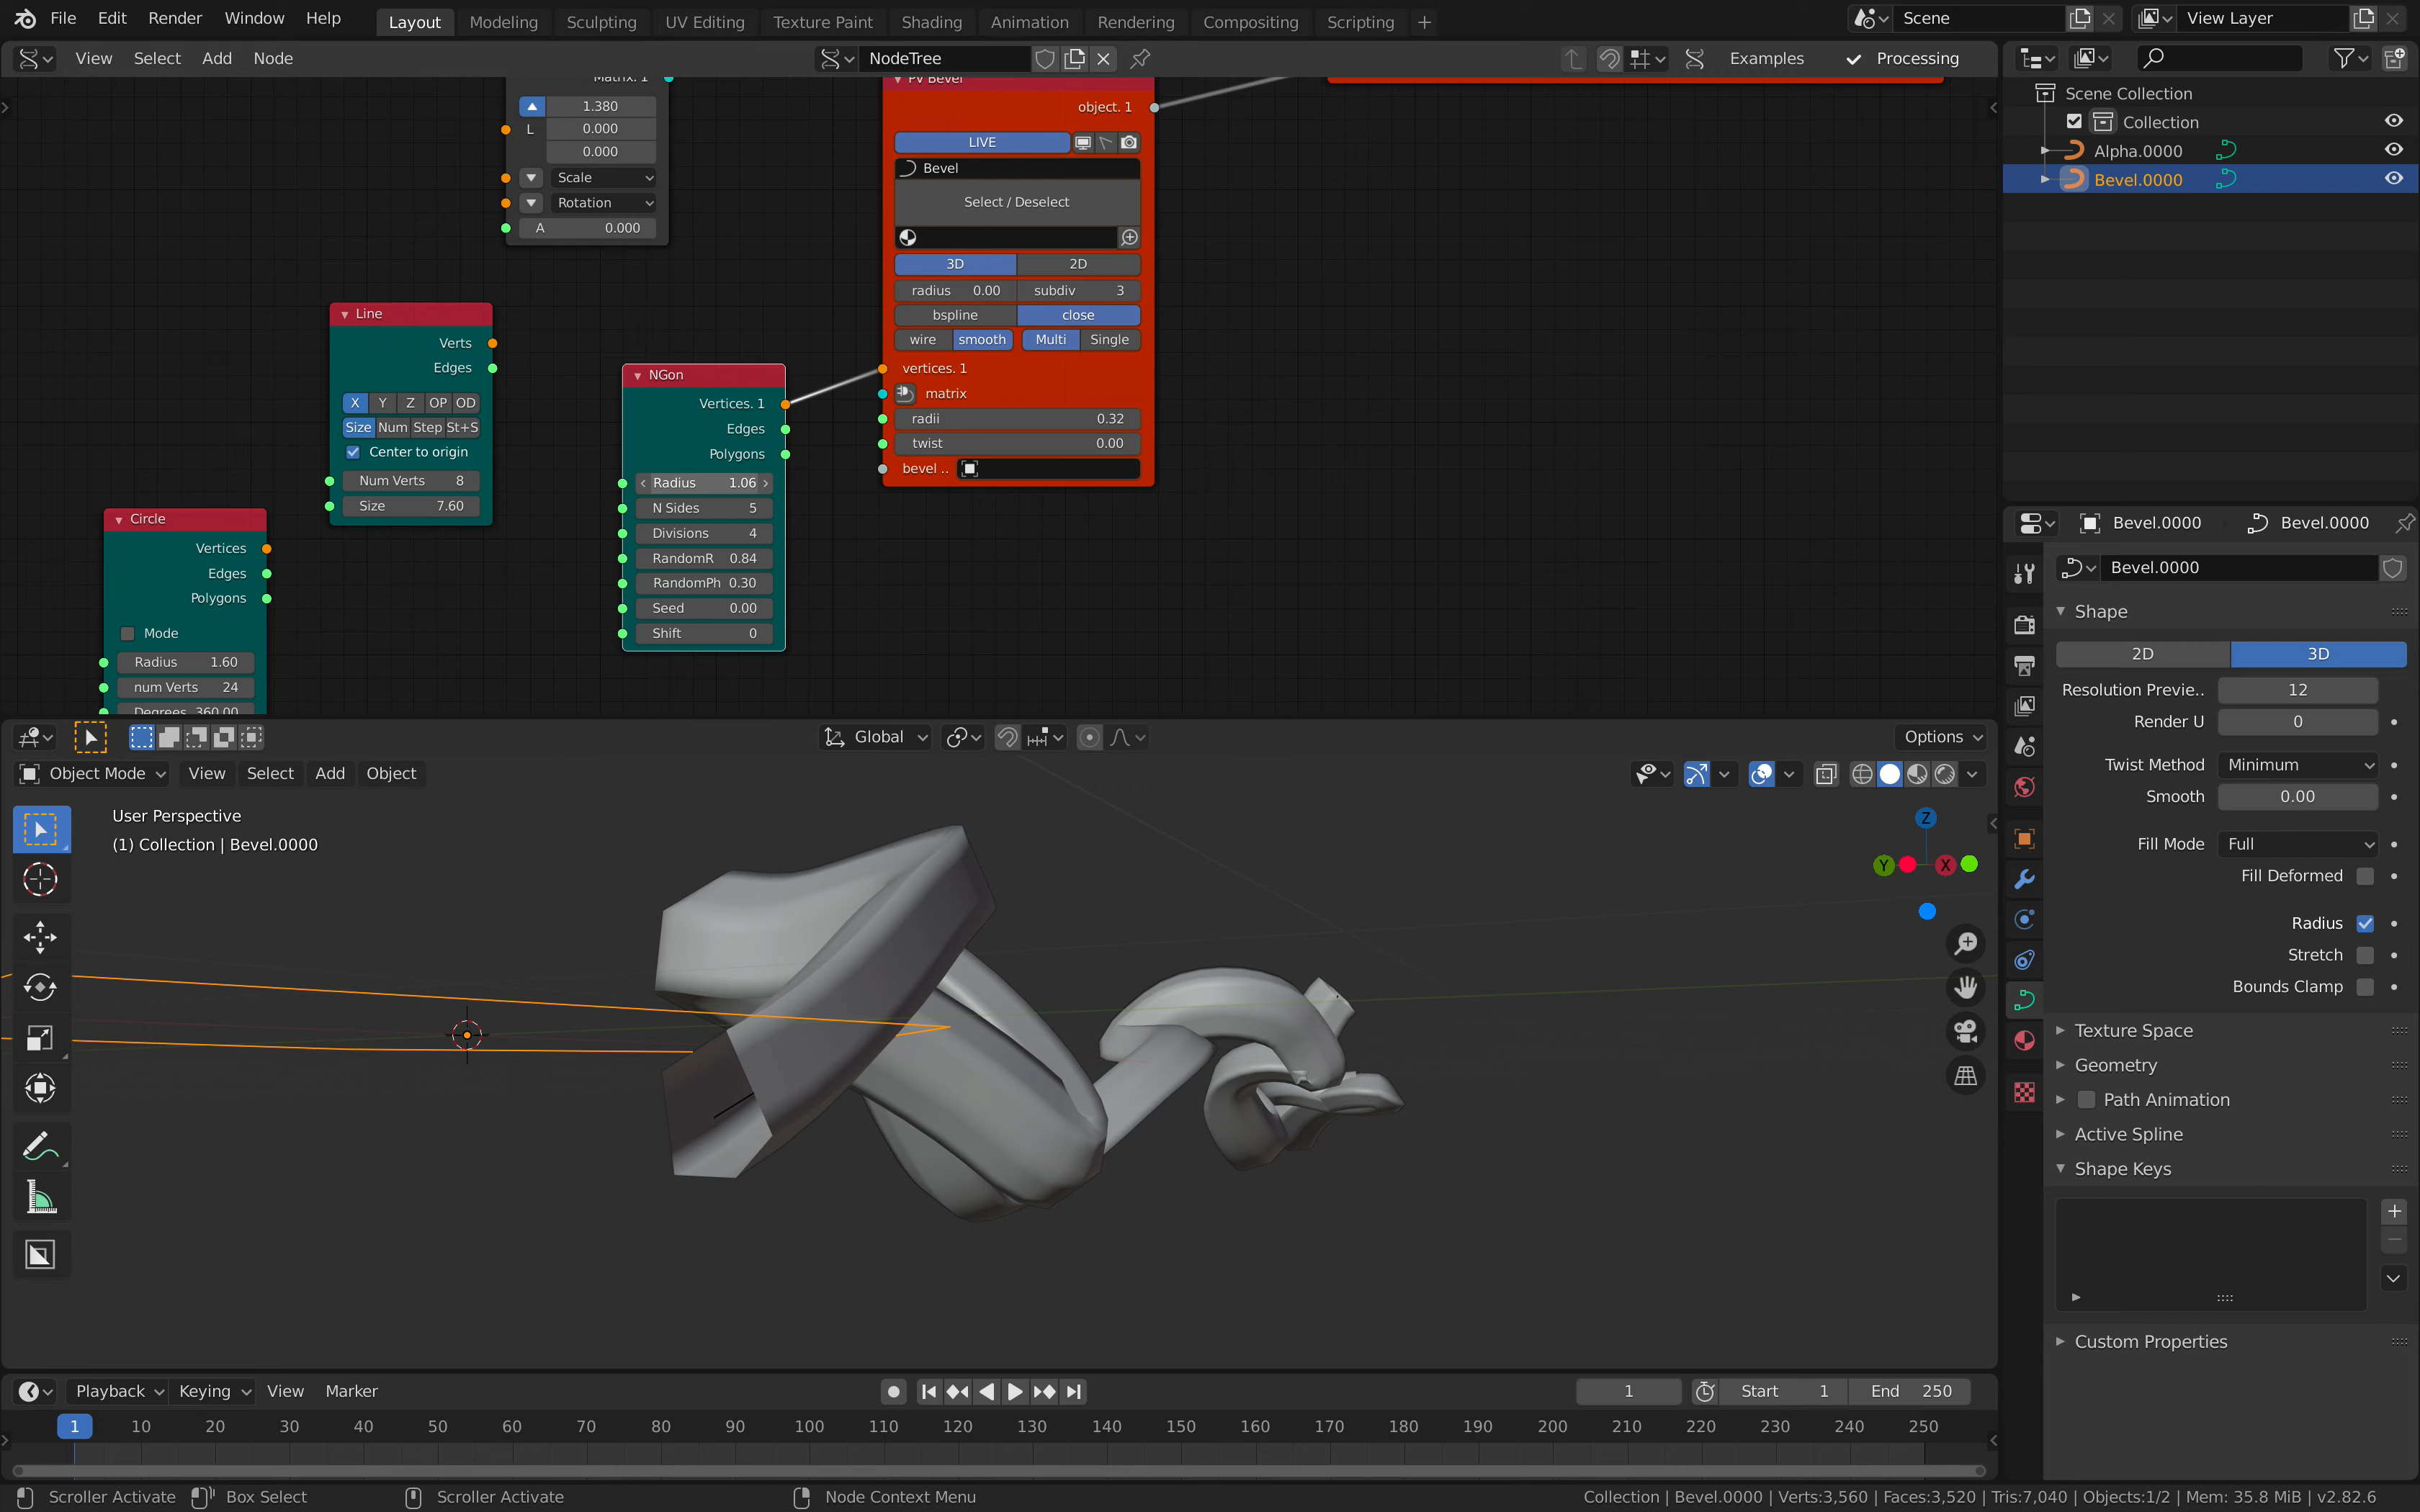 File Edit Render Window Help
Layout Modeling Sculpting UV Editing Texture Paint Shading Animation Rendering Compositing Scripting +
Scene
View Layer
View Select Add Node
NodeTree
Examples Processing
Matrix. 1
1.380
L 0.000
0.000
Scale
Rotation
A 0.000
Line
Verts
Edges
X Y Z OP OD
Size Num Step St+S
Center to origin
Num Verts 8
Size 7.60
Circle
Vertices
Edges
Polygons
Mode
Radius 1.60
num Verts 24
Degrees 360.00
NGon
Vertices. 1
Edges
Polygons
Radius 1.06
N Sides 5
Divisions 4
RandomR 0.84
RandomPh 0.30
Seed 0.00
Shift 0
Pv Bevel
object. 1
LIVE
Bevel
Select / Deselect
3D 2D
radius 0.00 subdiv 3
bspline close
wire smooth Multi Single
vertices. 1
matrix
radii 0.32
twist 0.00
bevel ..
Scene Collection
Collection
Alpha.0000
Bevel.0000
Bevel.0000 Bevel.0000
Bevel.0000
Shape
2D 3D
Resolution Previe.. 12
Render U 0
Twist Method Minimum
Smooth 0.00
Fill Mode Full
Fill Deformed
Radius
Stretch
Bounds Clamp
Texture Space
Geometry
Path Animation
Active Spline
Shape Keys
Custom Properties
Global
Options
Object Mode View Select Add Object
User Perspective
(1) Collection | Bevel.0000
Z
Y X
Playback Keying View Marker
1 Start 1 End 250
1 10 20 30 40 50 60 70 80 90 100 110 120 130 140 150 160 170 180 190 200 210 220 230 240 250
Scroller Activate Box Select Scroller Activate Node Context Menu
Collection | Bevel.0000 | Verts:3,560 | Faces:3,520 | Tris:7,040 | Objects:1/2 | Mem: 35.8 MiB | v2.82.6